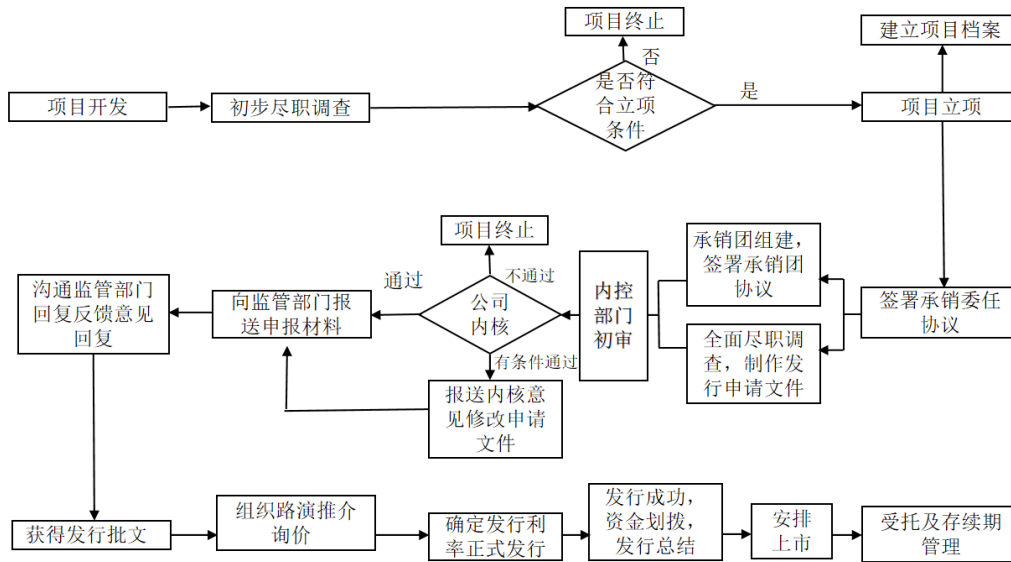 项目终止
建立项目档案
否
是否符
合立项
条件
项目开发
初步尽职调查
是
项目立项
项目终止
承销团组建，
签署承销团
协议
通过
不通过
沟通监管部门
回复反馈意见
回复
向监管部门报
送申报材料
公司
内核
内控
部门
初审
签署承销委任
协议
全面尽职调
查，制作发
行申请文件
有条件通过
报送内核意
见修改申请
文件
获得发行批文
组织路演推介
询价
确定发行利
率正式发行
发行成功，
资金划拨，
发行总结
安排
上市
受托及存续期
管理